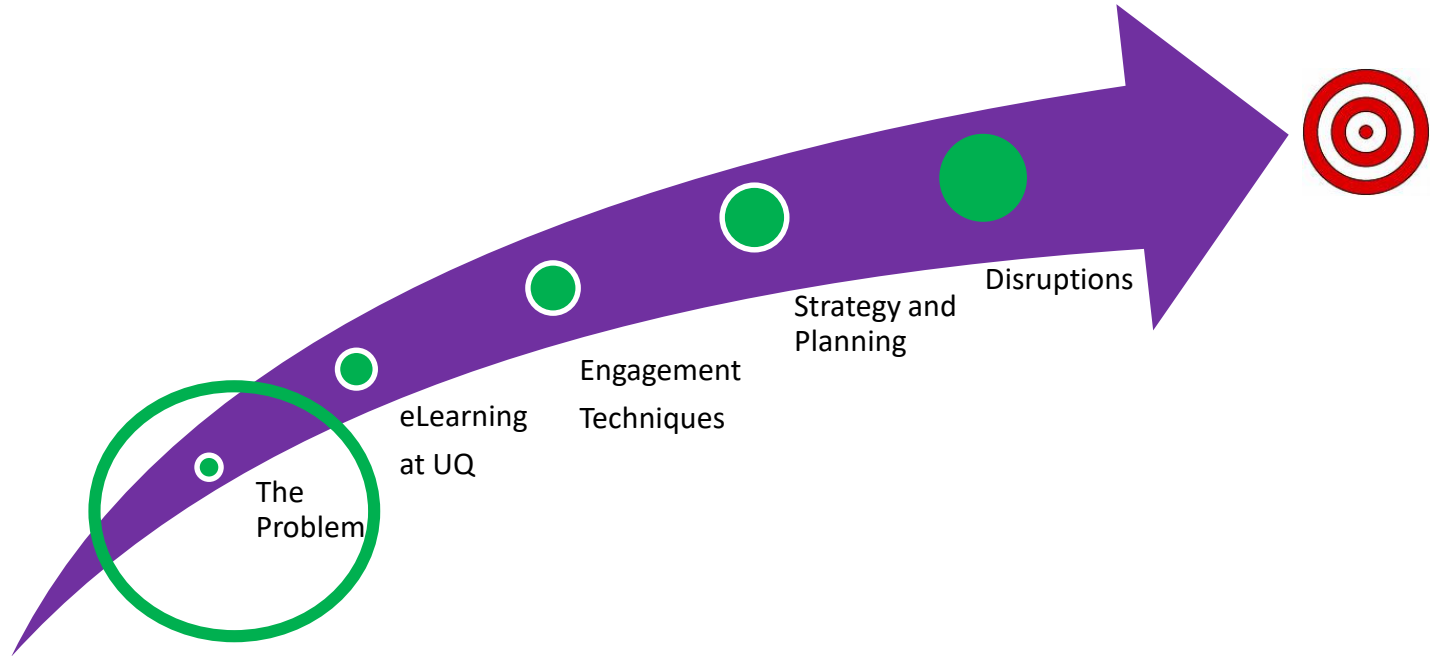 The
Problem
eLearning
at UQ
Engagement
Techniques
Strategy and
Planning
Disruptions